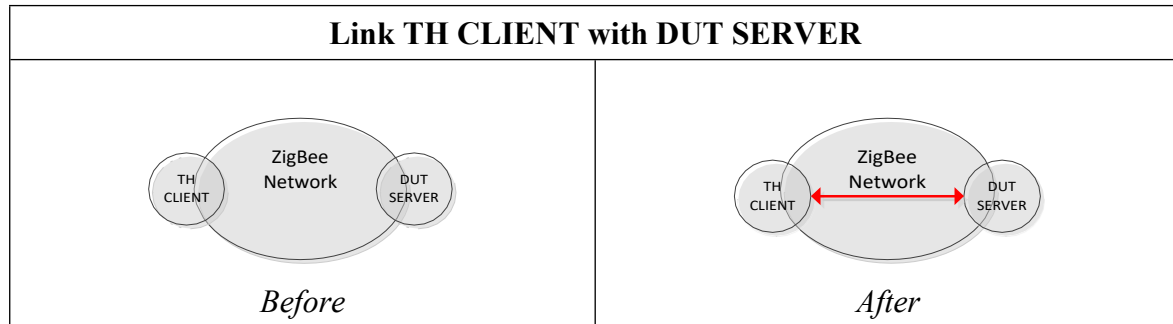 Link TH CLIENT with DUT SERVER
ZigBee
Network
TH
CLIENT
DUT
SERVER
Before
ZigBee
Network
TH
CLIENT
DUT
SERVER
After